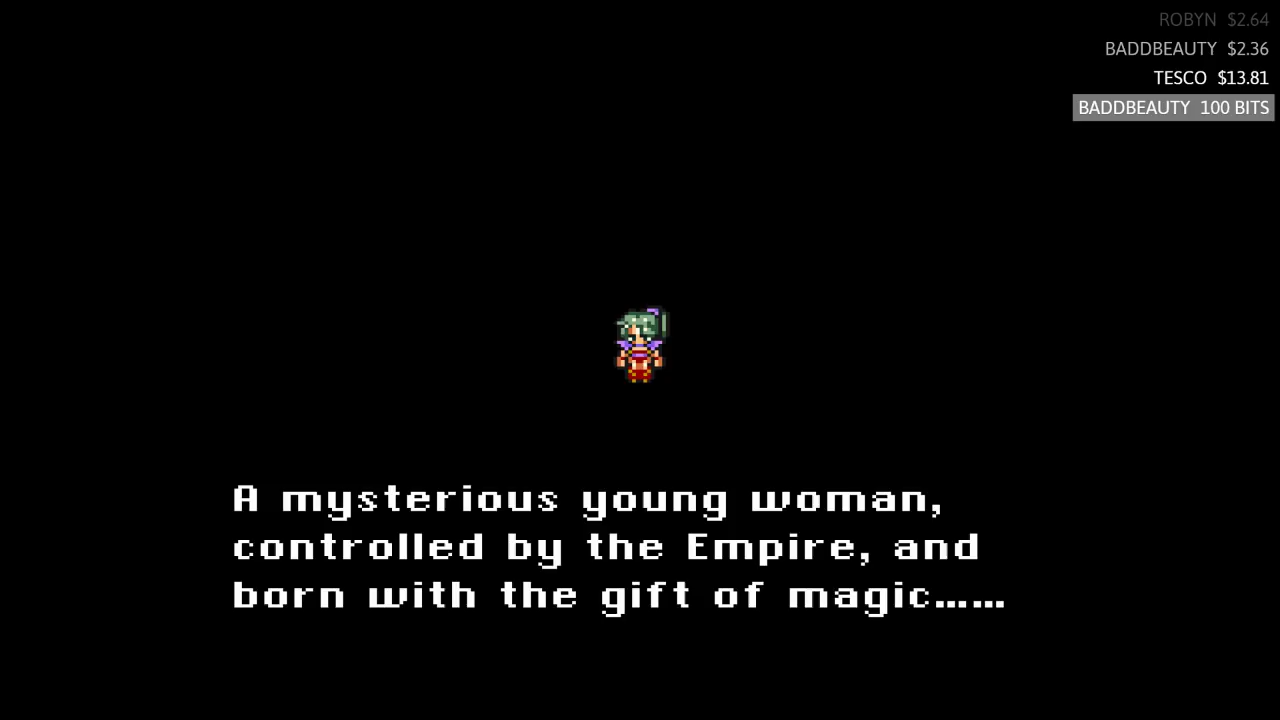 ROBYN $2.64
BADDBEAUTY $2.36
TESCO $13.81
BADDBEAUTY 100 BITS
A mysterious young woman,
controlled by the Empire, and
born with the gift of magic……